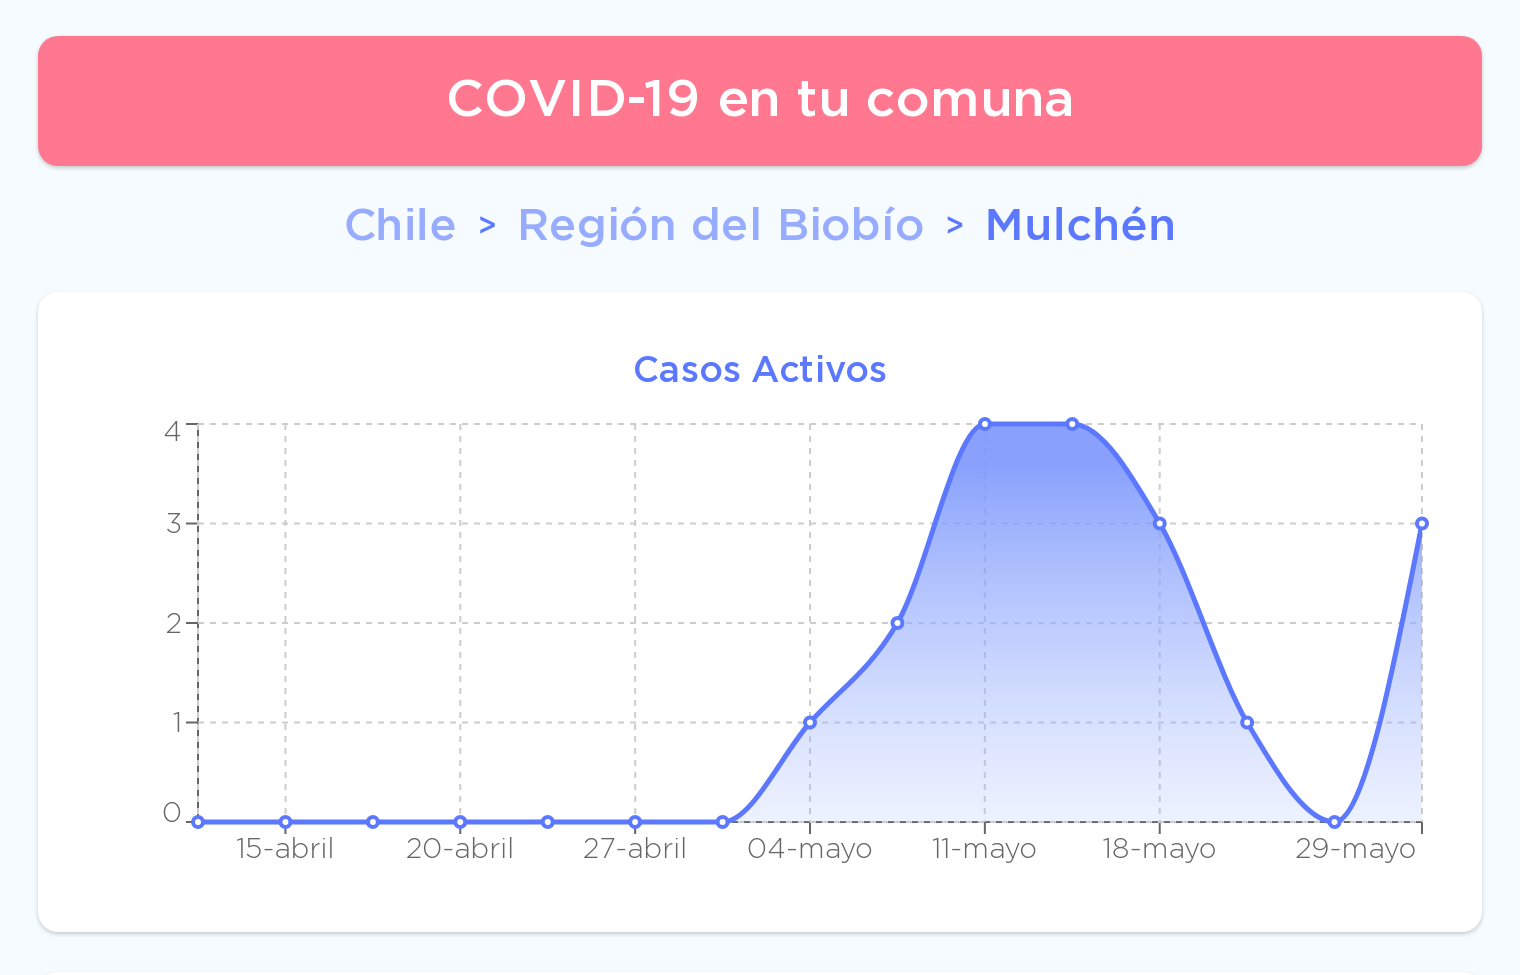 COVID-19 en tu comuna
Chile > Región del Biobío > Mulchén
Casos Activos
4
3
2
1
0
15-abril 20-abril 27-abril 04-mayo 11-mayo 18-mayo 29-mayo